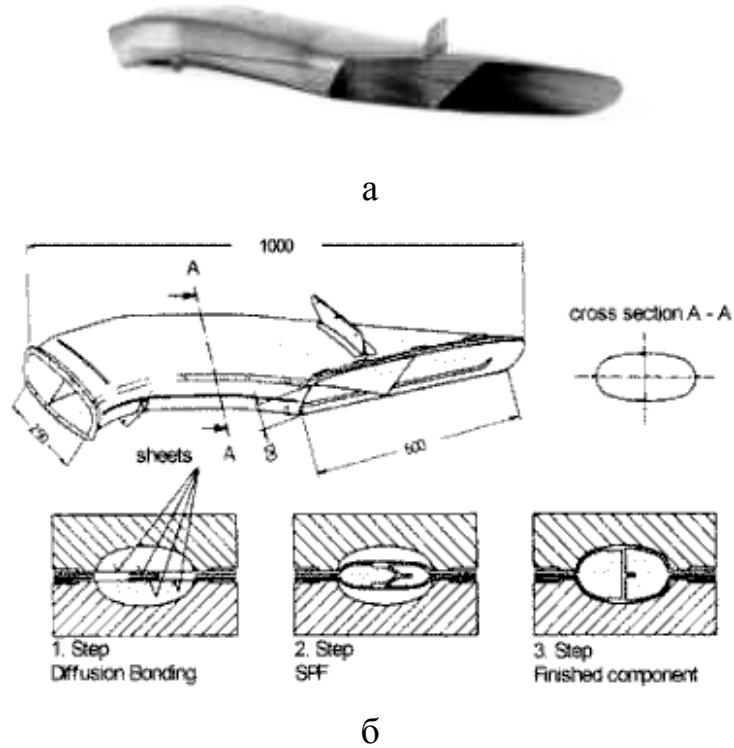 а
1000
A
cross section A - A
250
A
B
600
sheets
1. Step
Diffusion Bonding
2. Step
SPF
3. Step
Finished component
б